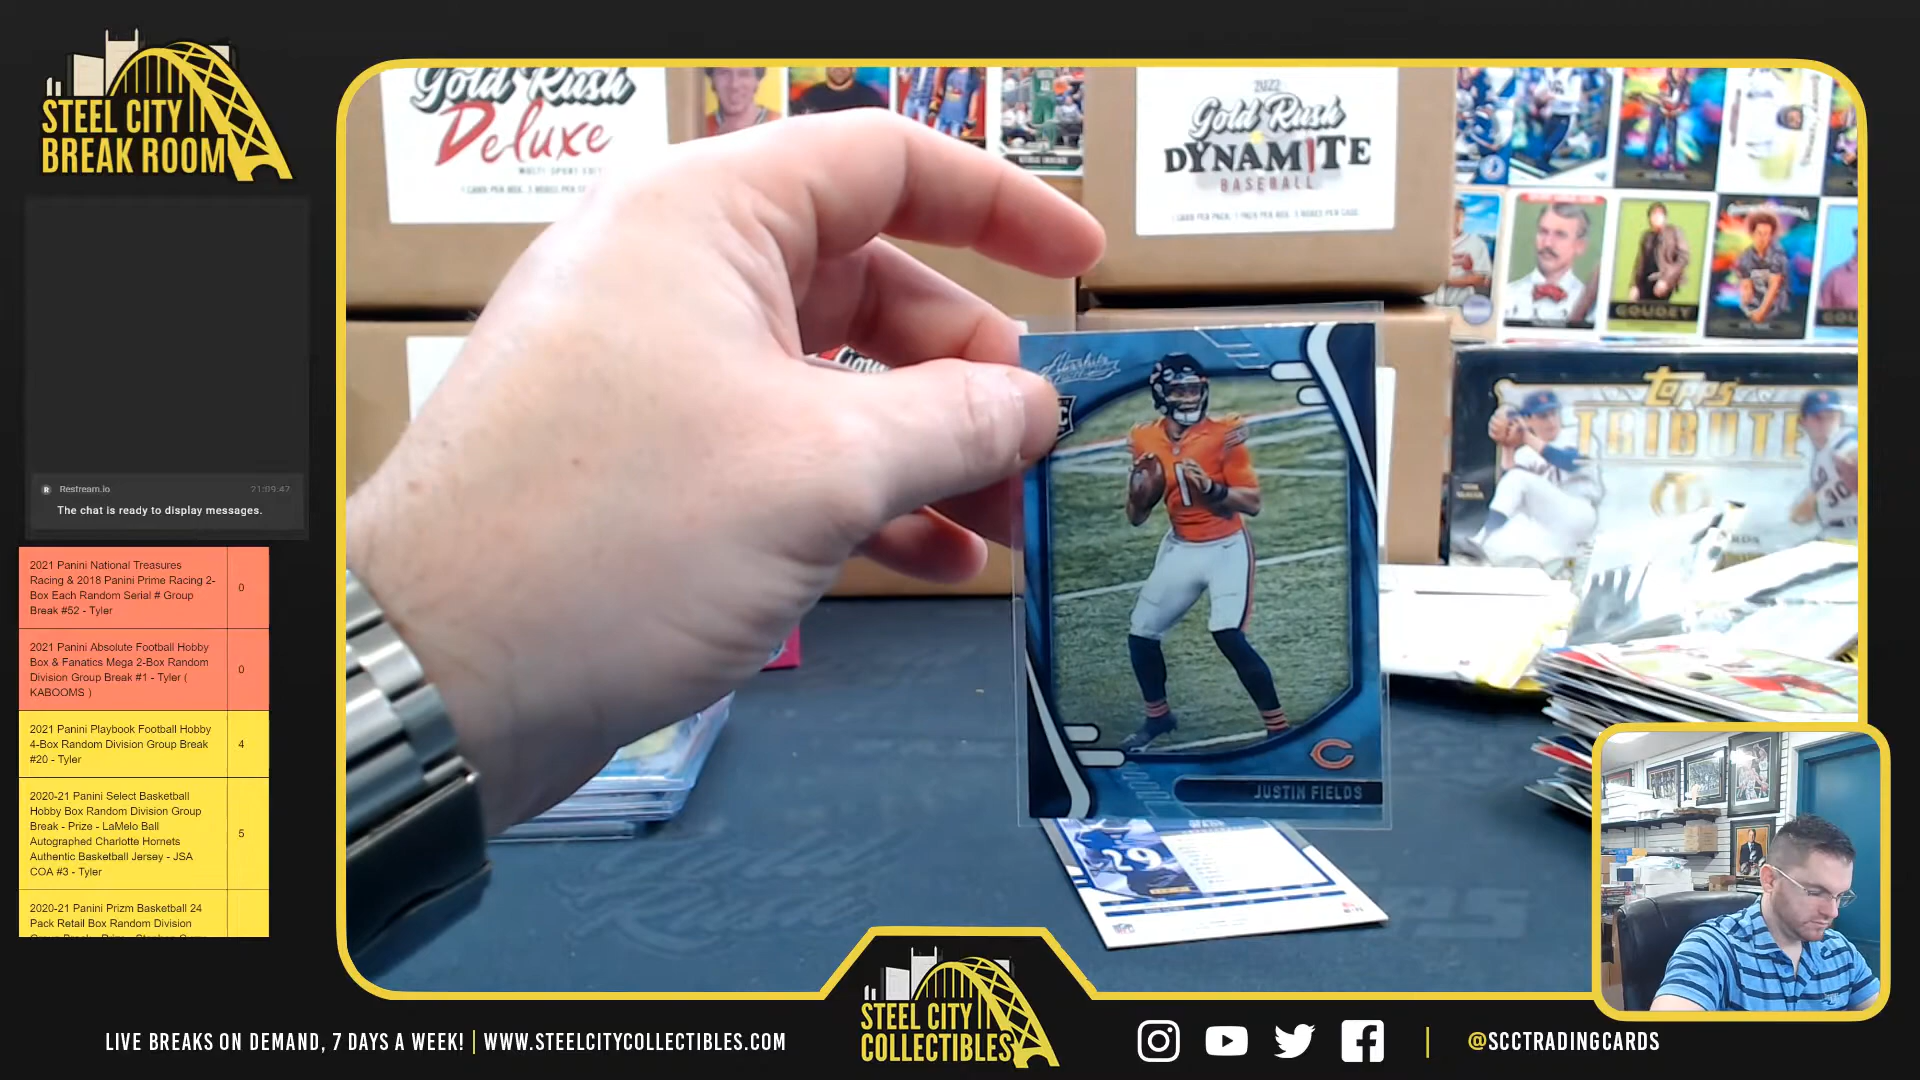 STEEL CITY
BREAK ROOM
Restream.io
21:09:47
The chat is ready to display messages.
2021 Panini National Treasures
Racing & 2018 Panini Prime Racing 2-
Box Each Random Serial # Group
Break #52 - Tyler
0
2021 Panini Absolute Football Hobby
Box & Fanatics Mega 2-Box Random
Division Group Break #1 - Tyler (
KABOOMS )
0
2021 Panini Playbook Football Hobby
4-Box Random Division Group Break
#20 - Tyler
4
2020-21 Panini Select Basketball
Hobby Box Random Division Group
Break - Prize - LaMelo Ball
Autographed Charlotte Hornets
Authentic Basketball Jersey - JSA
COA #3 - Tyler
5
2020-21 Panini Prizm Basketball 24
Pack Retail Box Random Division
Gold Rush
Deluxe
2022
Gold Rush
DYNAMITE
BASEBALL
GOUDEY
topps
TRIBUTE
30
Absolute
1
JUSTIN FIELDS
29
STEEL CITY
COLLECTIBLES
LIVE BREAKS ON DEMAND, 7 DAYS A WEEK! | WWW.STEELCITYCOLLECTIBLES.COM
@SCCTRADINGCARDS